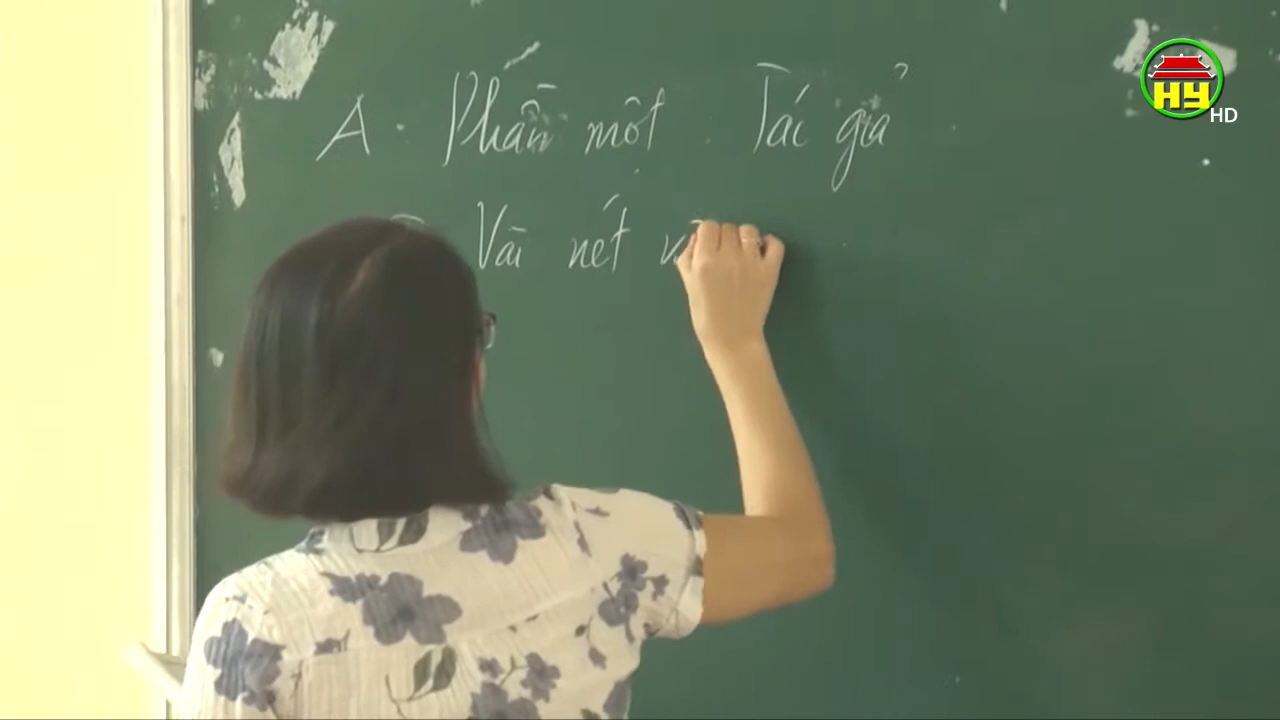 A. Phần một. Tác giả
Vài nét
HY
HD